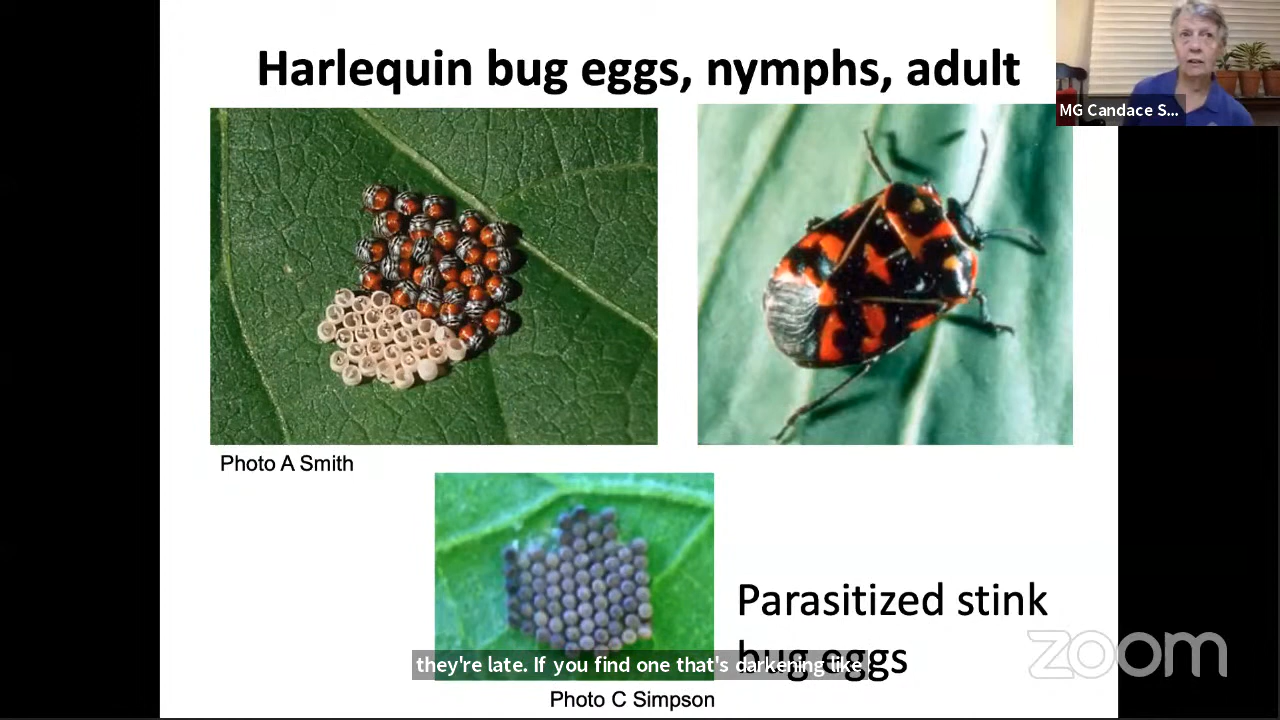 Harlequin bug eggs, nymphs, adult
MG Candace S...
Photo A Smith
Parasitized stink
bug eggs
they're late. If you find one that's darkening like
zoom
Photo C Simpson